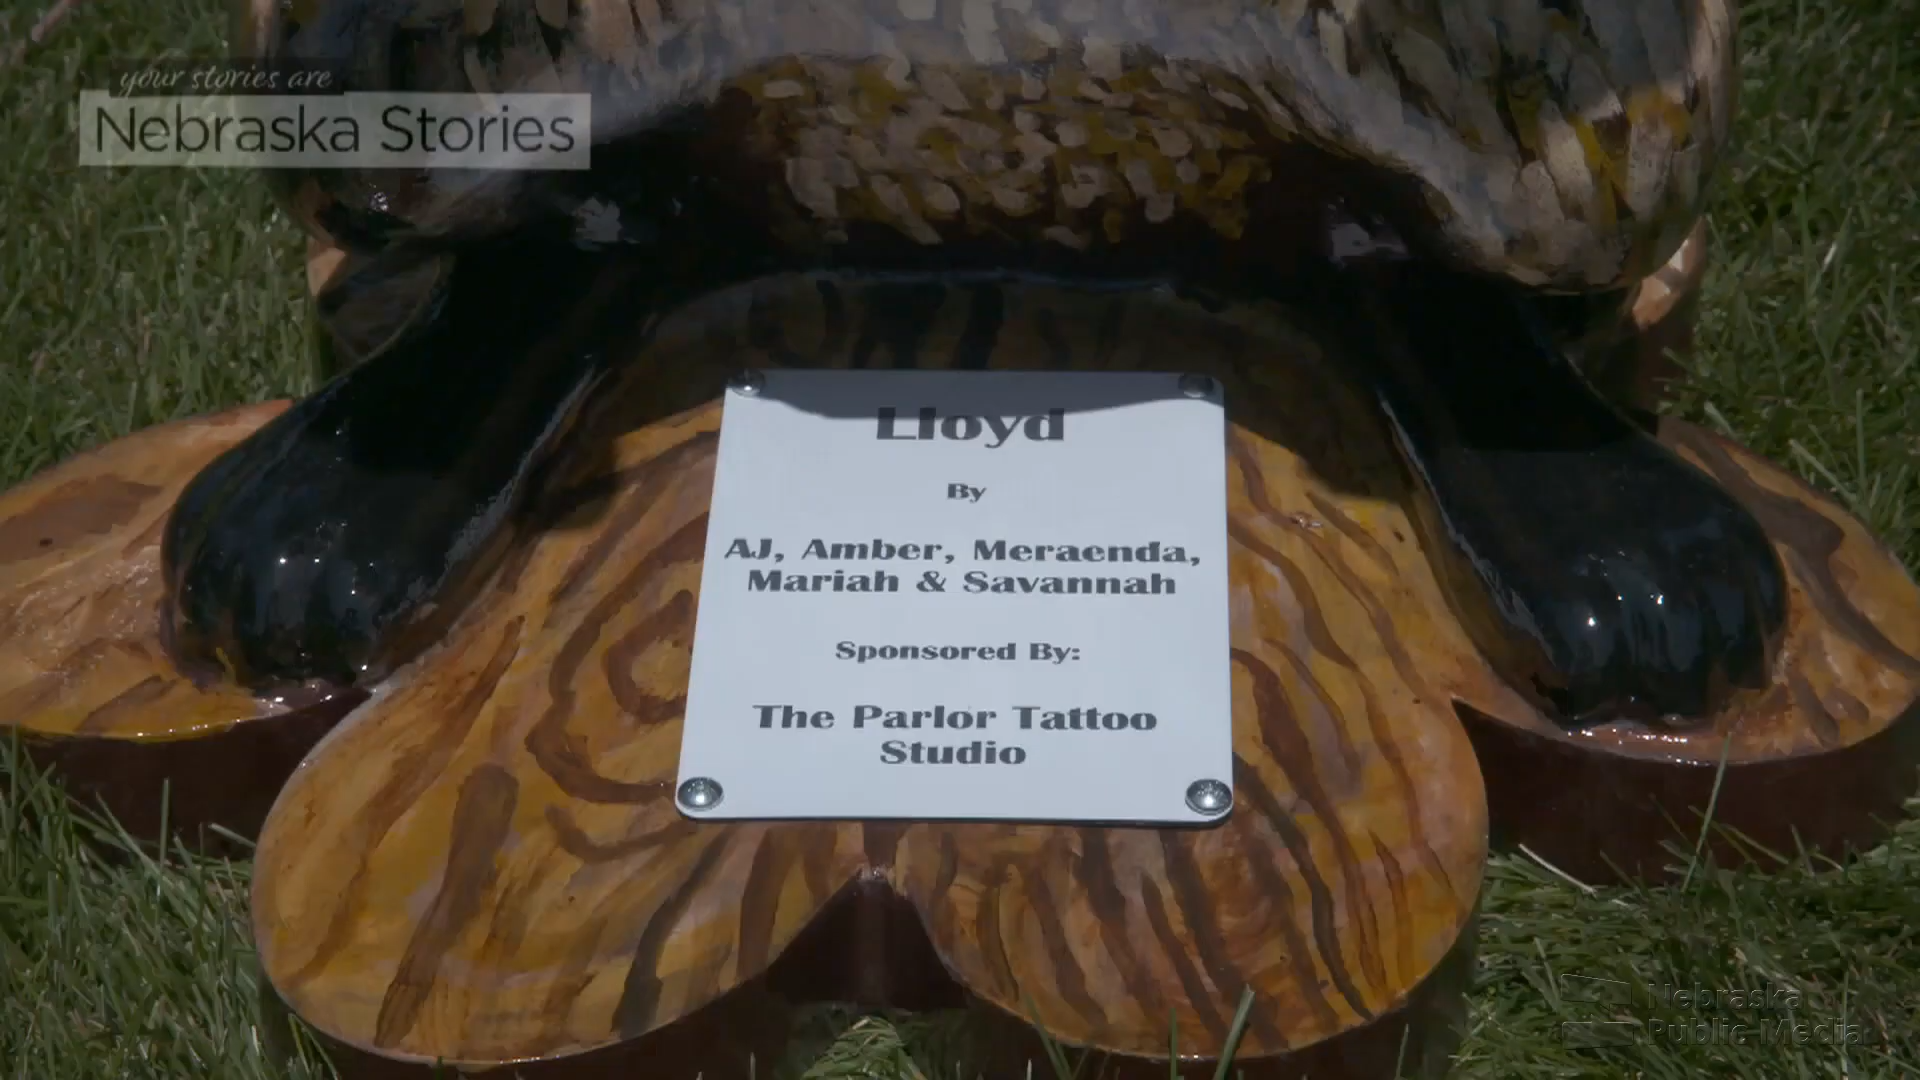 your stories are
Nebraska Stories
Lloyd
By
AJ, Amber, Meraenda,
Mariah & Savannah
Sponsored By:
The Parlor Tattoo
Studio
Nebraska
Public Media